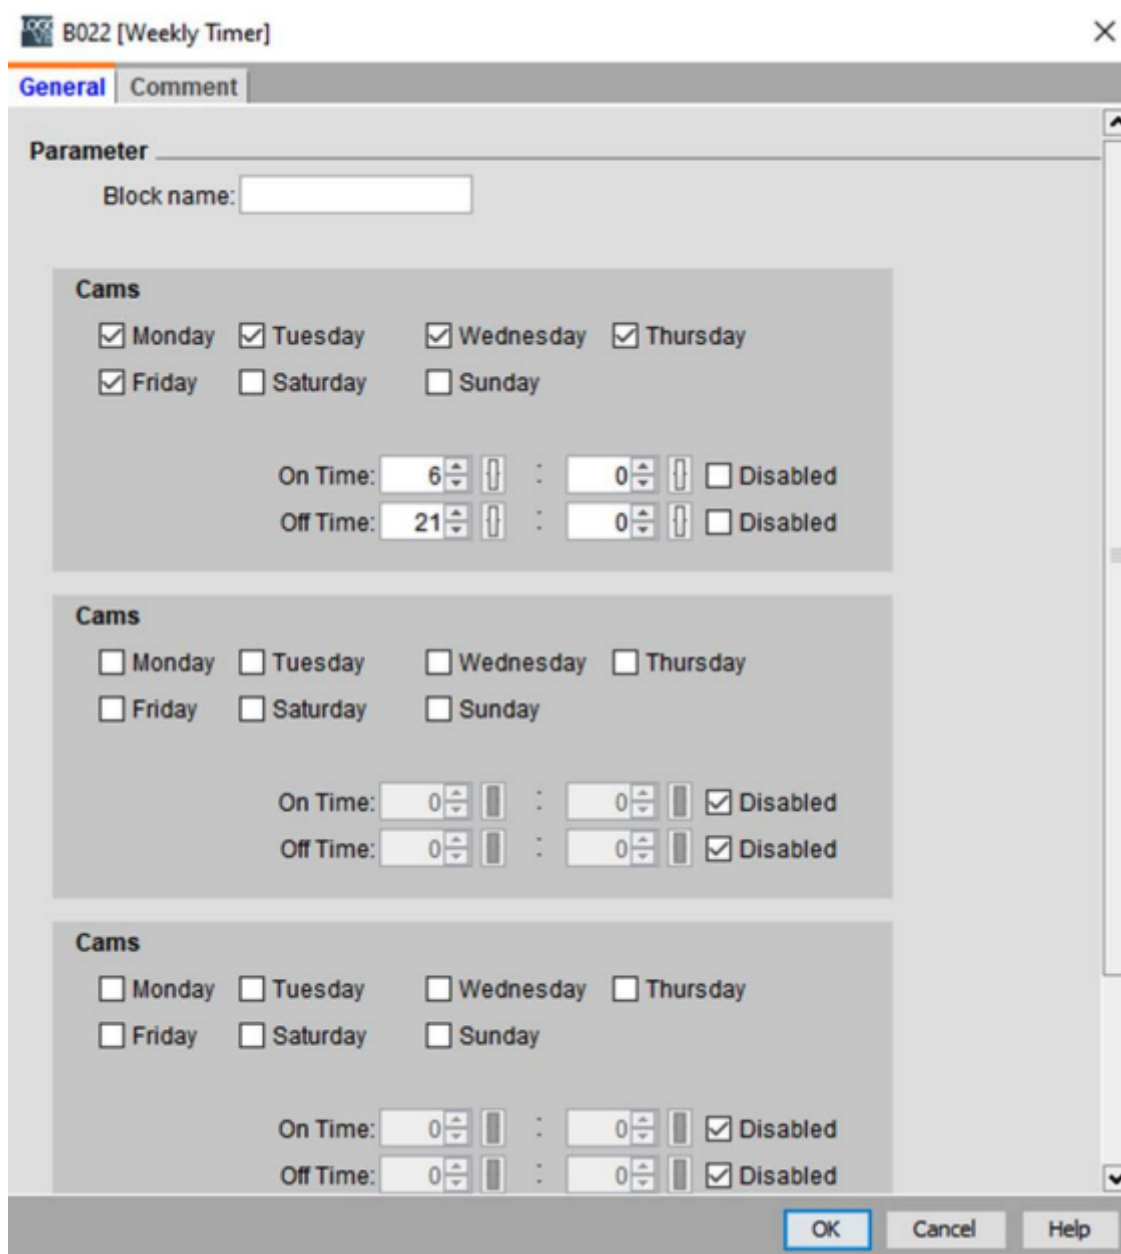 B022 [Weekly Timer]
General Comment
Parameter
Block name:
Cams
Monday Tuesday Wednesday Thursday
Friday Saturday Sunday
On Time: 6 : 0 Disabled
Off Time: 21 : 0 Disabled
Cams
Monday Tuesday Wednesday Thursday
Friday Saturday Sunday
On Time: 0 : 0 Disabled
Off Time: 0 : 0 Disabled
Cams
Monday Tuesday Wednesday Thursday
Friday Saturday Sunday
On Time: 0 : 0 Disabled
Off Time: 0 : 0 Disabled
OK Cancel Help